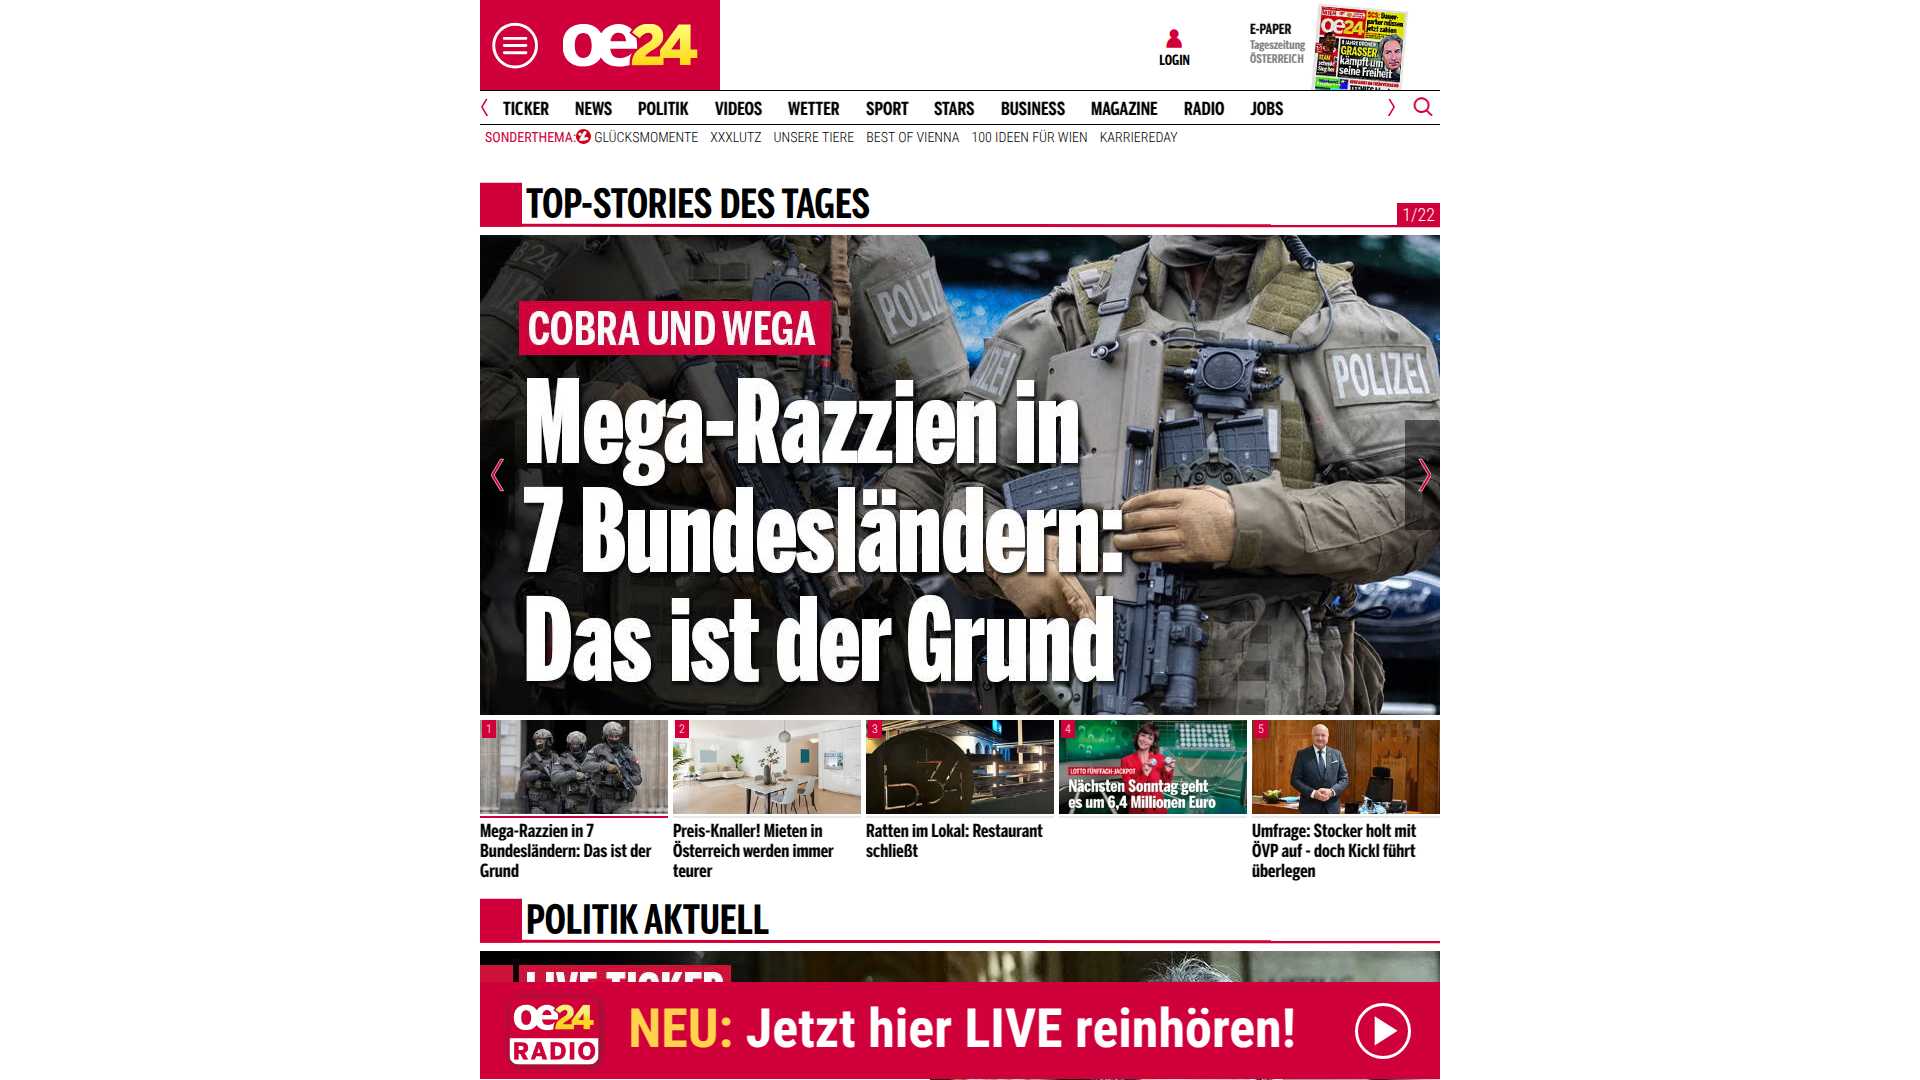 oe24
LOGIN
E-PAPER
Tageszeitung
ÖSTERREICH
oe24
GRASSER
kämpft um
seine Freiheit
TICKER NEWS POLITIK VIDEOS WETTER SPORT STARS BUSINESS MAGAZINE RADIO JOBS
SONDERTHEMA: GLÜCKSMOMENTE XXXLUTZ UNSERE TIERE BEST OF VIENNA 100 IDEEN FÜR WIEN KARRIEREDAY
TOP-STORIES DES TAGES
1/22
POLIZEI
COBRA UND WEGA
Mega-Razzien in
7 Bundesländern:
Das ist der Grund
1
2
3
4
5
LOTTO FÜNFFACH-JACKPOT
Nächsten Sonntag geht
es um 6,4 Millionen Euro
Mega-Razzien in 7
Bundesländern: Das ist der
Grund
Preis-Knaller! Mieten in
Österreich werden immer
teurer
Ratten im Lokal: Restaurant
schließt
Umfrage: Stocker holt mit
ÖVP auf - doch Kickl führt
überlegen
POLITIK AKTUELL
LIVE-TICKER
oe24
RADIO
NEU: Jetzt hier LIVE reinhören!